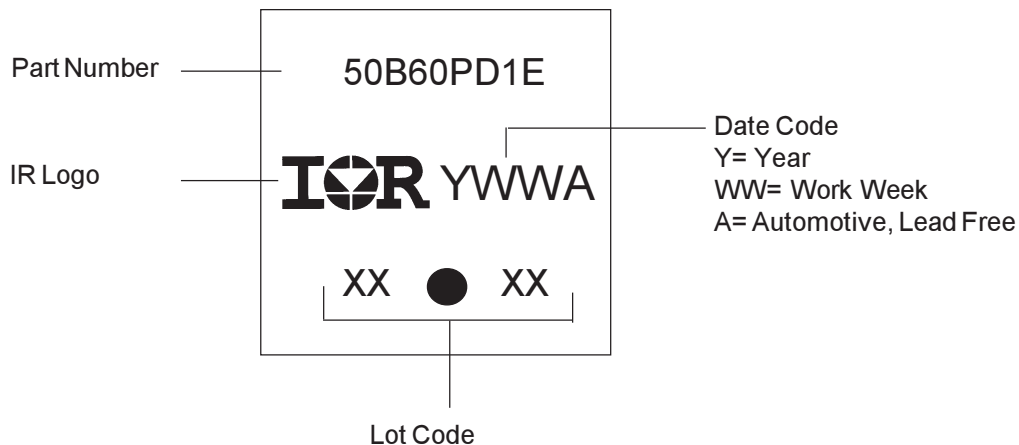 Part Number
50B60PD1E
IR Logo
IOR YWWA
Date Code
Y= Year
WW= Work Week
A= Automotive, Lead Free
XX XX
Lot Code